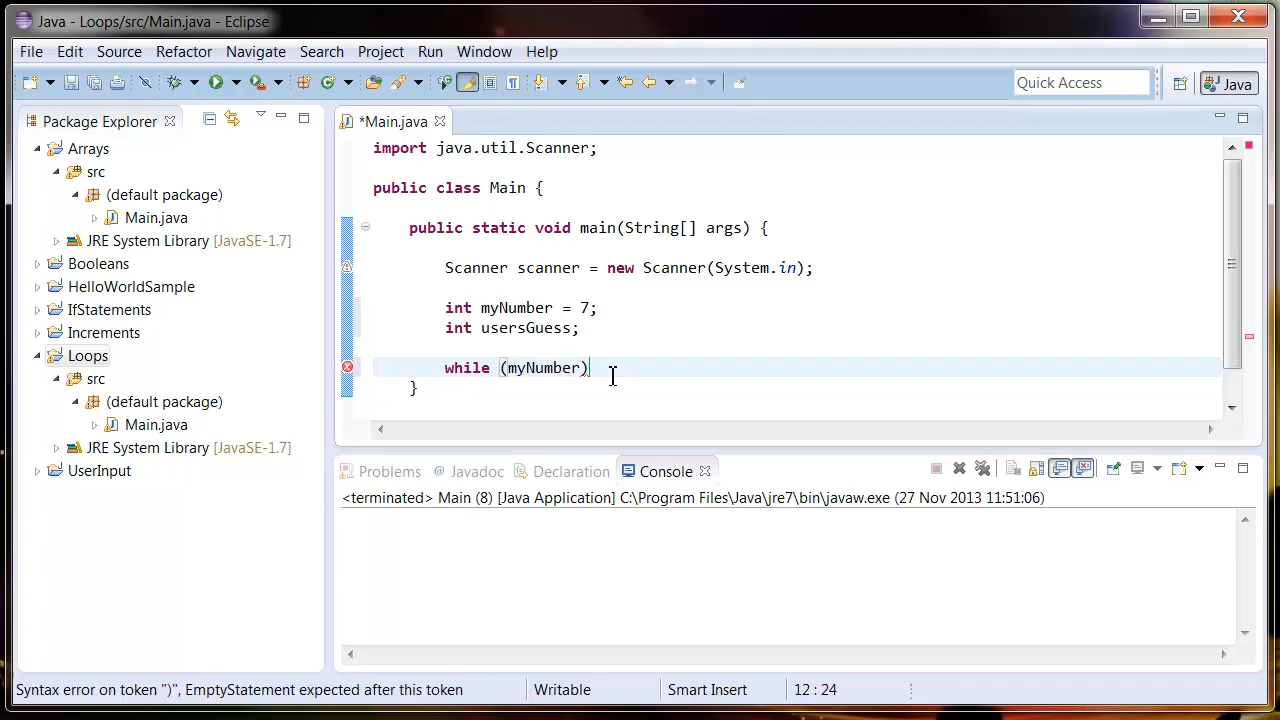 Java - Loops/src/Main.java - Eclipse
File Edit Source Refactor Navigate Search Project Run Window Help
Quick Access
Java
Package Explorer
Arrays
src
(default package)
Main.java
JRE System Library [JavaSE-1.7]
Booleans
HelloWorldSample
IfStatements
Increments
Loops
src
(default package)
Main.java
JRE System Library [JavaSE-1.7]
UserInput
*Main.java
import java.util.Scanner;
public class Main {
public static void main(String[] args) {
Scanner scanner = new Scanner(System.in);
int myNumber = 7;
int usersGuess;
while (myNumber)
}
Problems @ Javadoc Declaration Console
<terminated> Main (8) [Java Application] C:\Program Files\Java\jre7\bin\javaw.exe (27 Nov 2013 11:51:06)
Syntax error on token ")", EmptyStatement expected after this token Writable Smart Insert 12 : 24